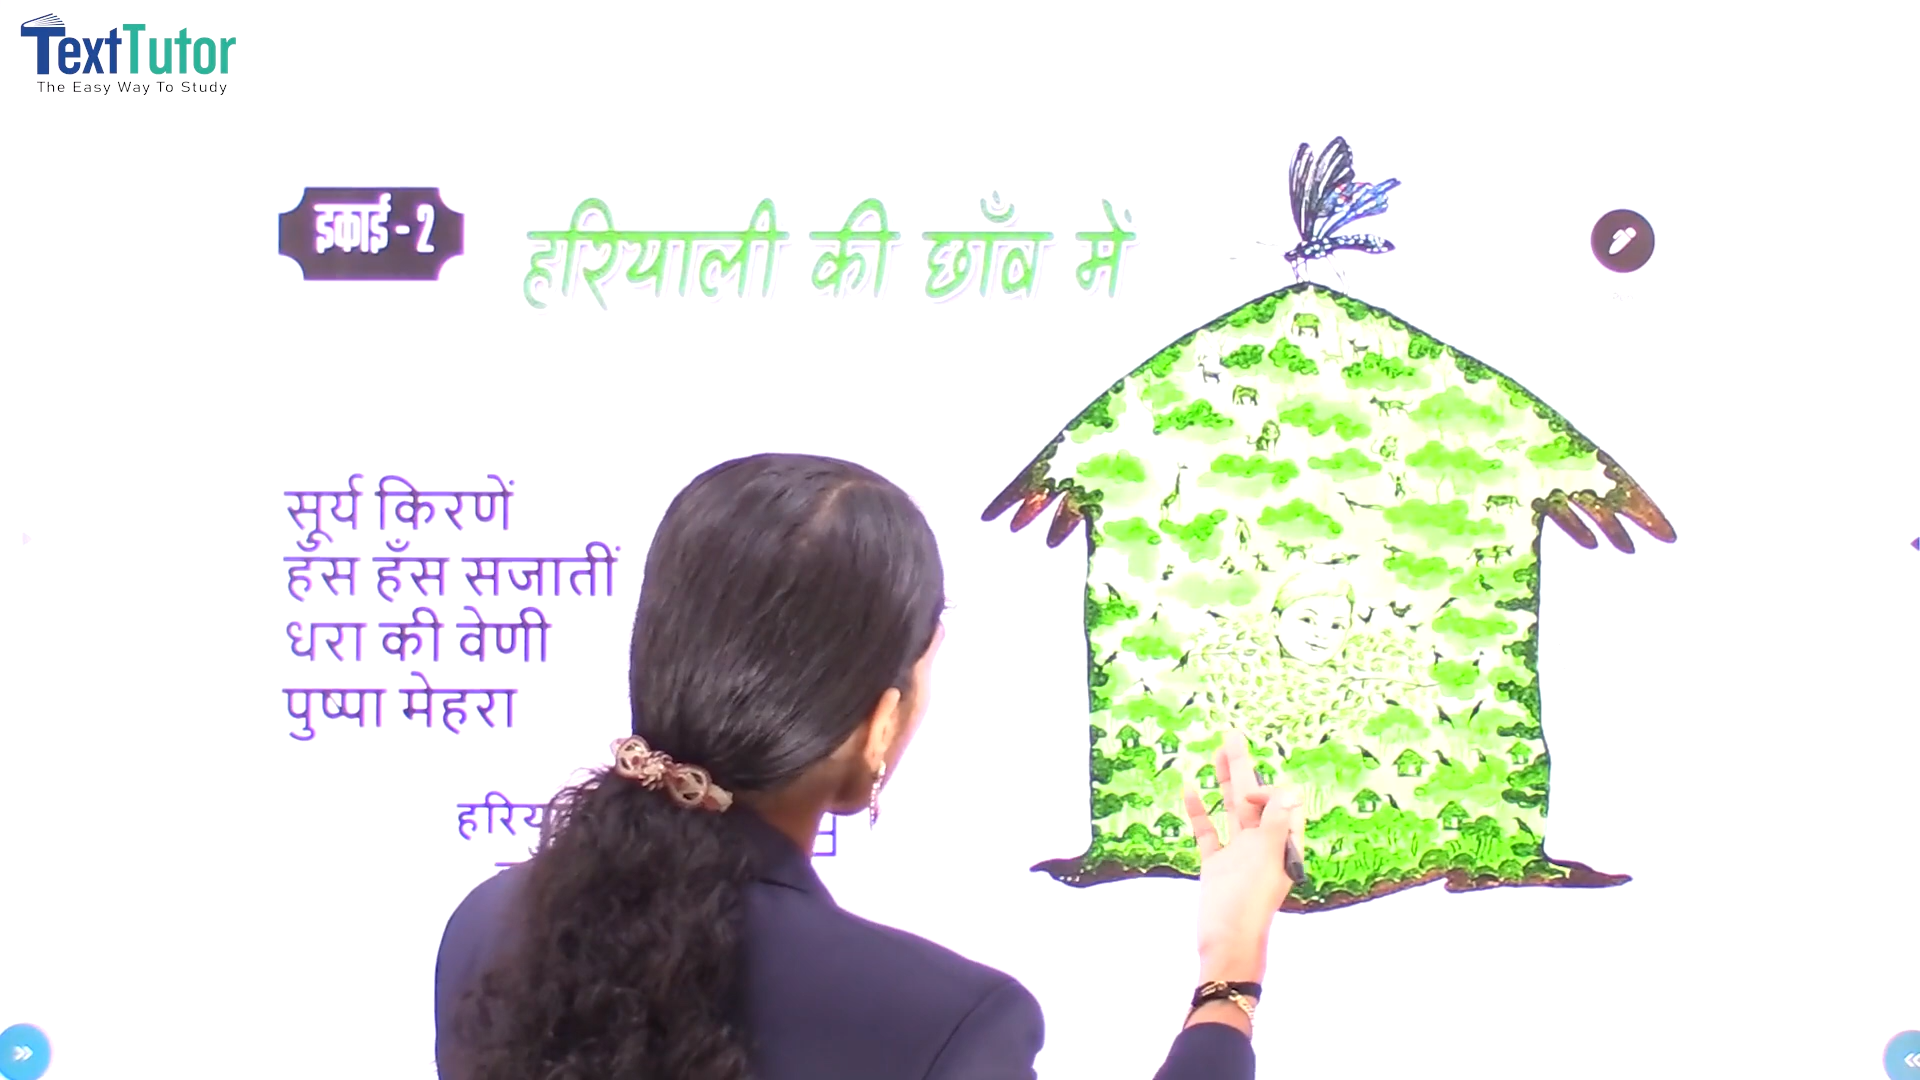 TextTutor
The Easy Way To Study
इकाई - 2
हरियाली की छाँव में
सूर्य किरणें
हँस हँस सजातीं
धरा की वेणी
पुष्पा मेहरा